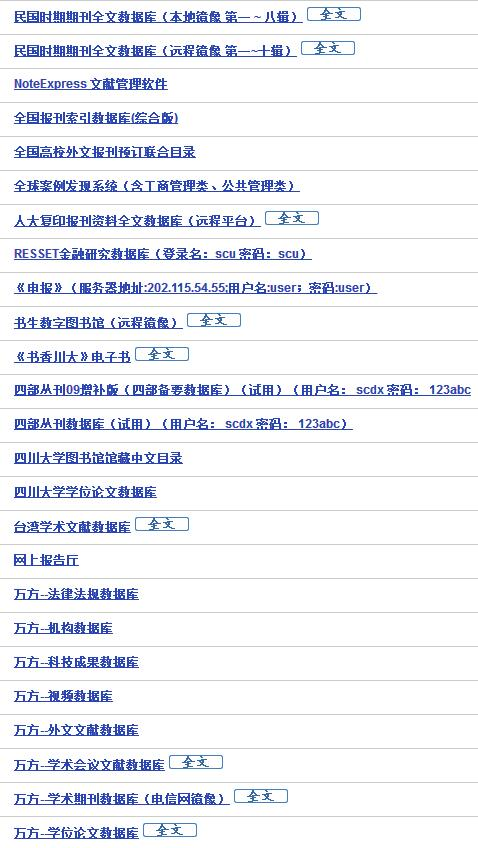 民国时期期刊全文数据库（本地镜像 第一～八辑） 全文
民国时期期刊全文数据库（远程镜像 第一~十辑） 全文
NoteExpress 文献管理软件
全国报刊索引数据库(综合版)
全国高校外文报刊预订联合目录
全球案例发现系统（含工商管理类、公共管理类）
人大复印报刊资料全文数据库（远程平台） 全文
RESSET金融研究数据库（登录名：scu 密码：scu）
《申报》（服务器地址:202.115.54.55;用户名:user；密码:user）
书生数字图书馆（远程镜像） 全文
《书香川大》电子书 全文
四部丛刊09增补版（四部备要数据库）（试用）（用户名： scdx 密码： 123abc
四部丛刊数据库（试用）（用户名： scdx 密码： 123abc）
四川大学图书馆馆藏中文目录
四川大学学位论文数据库
台湾学术文献数据库 全文
网上报告厅
万方--法律法规数据库
万方--机构数据库
万方--科技成果数据库
万方--视频数据库
万方--外文文献数据库
万方--学术会议文献数据库 全文
万方--学术期刊数据库（电信网镜像） 全文
万方--学位论文数据库 全文